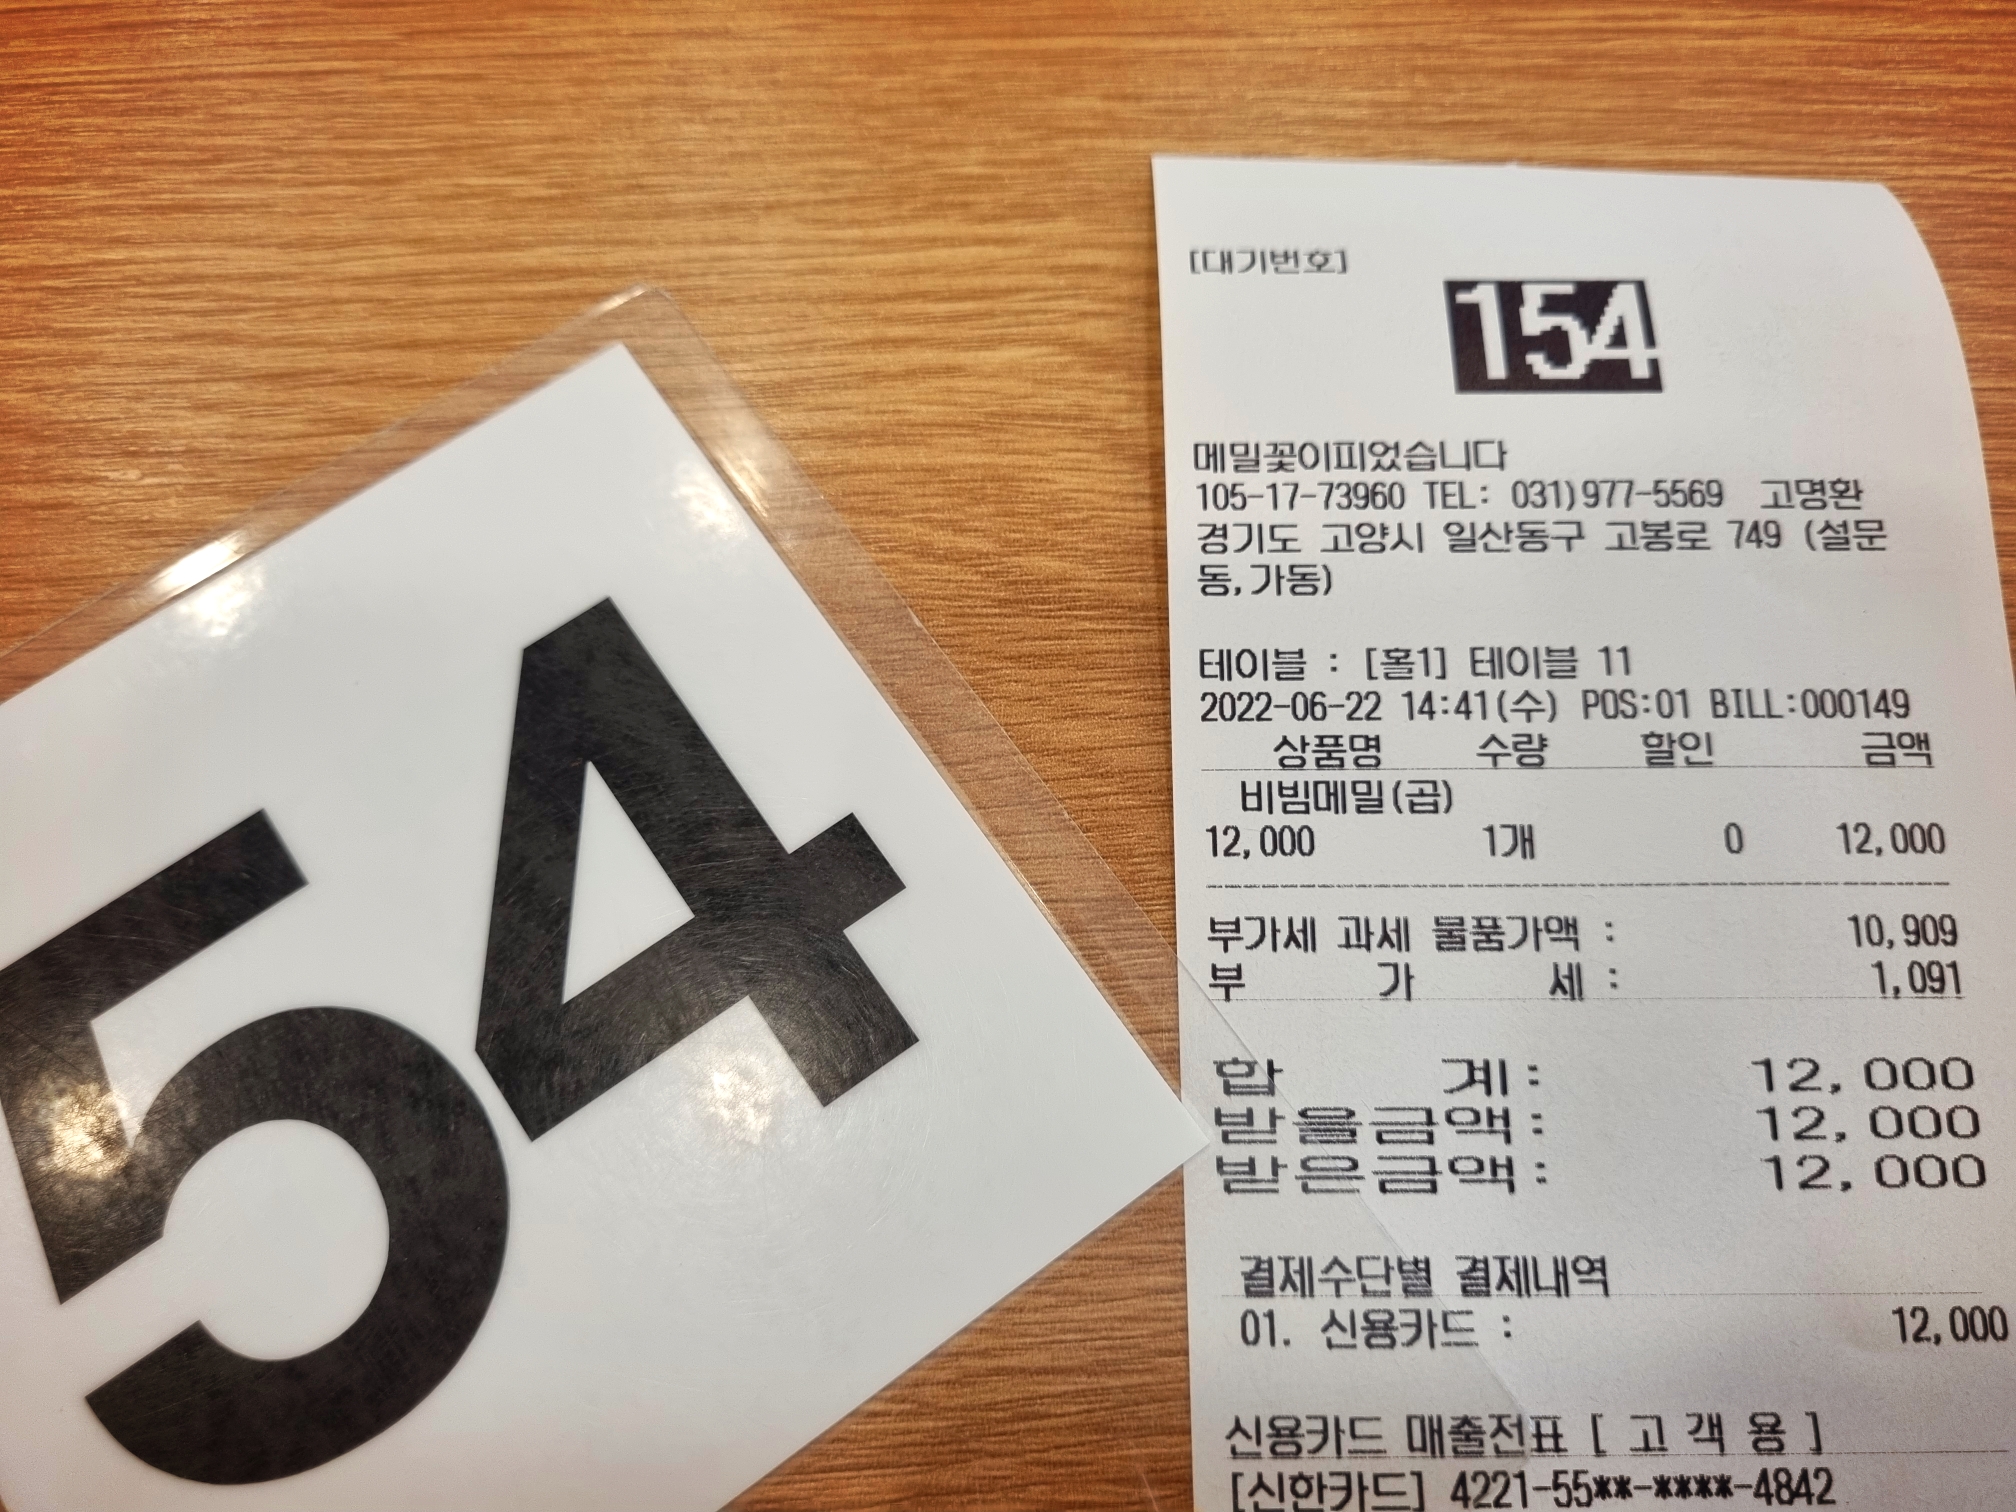 54
[대기번호]
154
메밀꽃이피었습니다
105-17-73960 TEL: 031)977-5569 고명환
경기도 고양시 일산동구 고봉로 749 (설문
동,가동)
테이블 : [홀1] 테이블 11
2022-06-22 14:41(수) POS:01 BILL:000149
상품명 수량 할인 금액
비빔메밀(곱)
12,000 1개 0 12,000
부가세 과세 물품가액 : 10,909
부 가 세 : 1,091
합 계: 12,000
받을금액: 12,000
받은금액: 12,000
결제수단별 결제내역
01. 신용카드 : 12,000
신용카드 매출전표 [ 고 객 용 ]
[신한카드] 4221-55**-****-4842